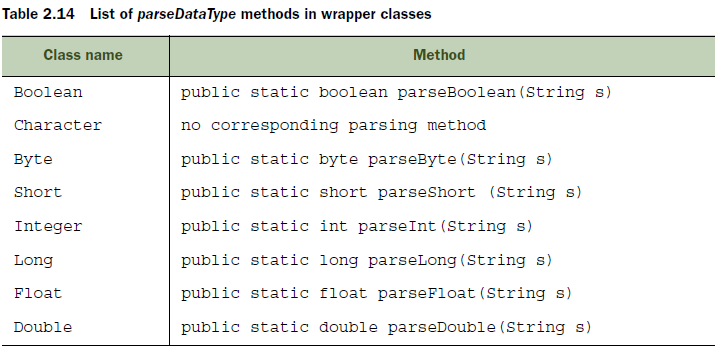 Table 2.14 List of parseDataType methods in wrapper classes
Class name Method
Boolean public static boolean parseBoolean(String s)
Character no corresponding parsing method
Byte public static byte parseByte(String s)
Short public static short parseShort (String s)
Integer public static int parseInt(String s)
Long public static long parseLong(String s)
Float public static float parseFloat(String s)
Double public static double parseDouble(String s)